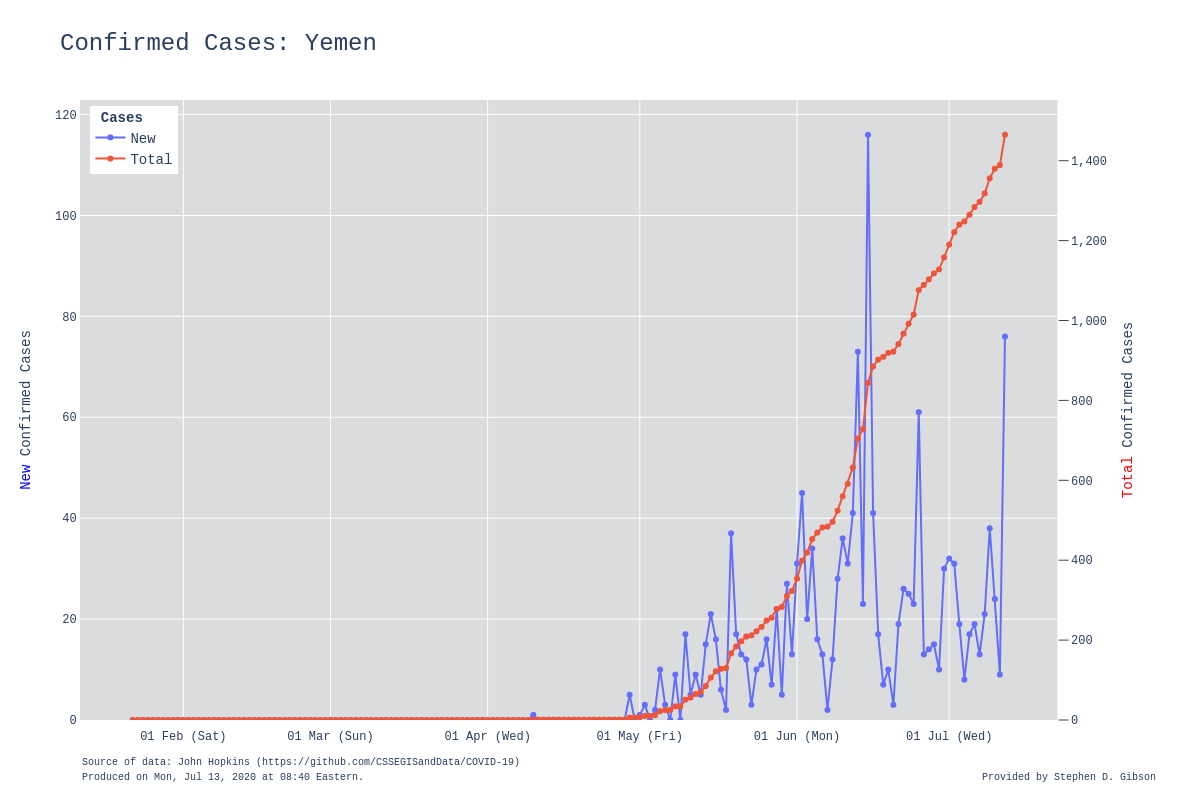 Confirmed Cases: Yemen
Cases
New
Total
120
100
80
60
40
20
0
1,400
1,200
1,000
800
600
400
200
0
New Confirmed Cases
Total Confirmed Cases
01 Feb (Sat)
01 Mar (Sun)
01 Apr (Wed)
01 May (Fri)
01 Jun (Mon)
01 Jul (Wed)
Source of data: John Hopkins (https://github.com/CSSEGISandData/COVID-19)
Produced on Mon, Jul 13, 2020 at 08:40 Eastern.
Provided by Stephen D. Gibson